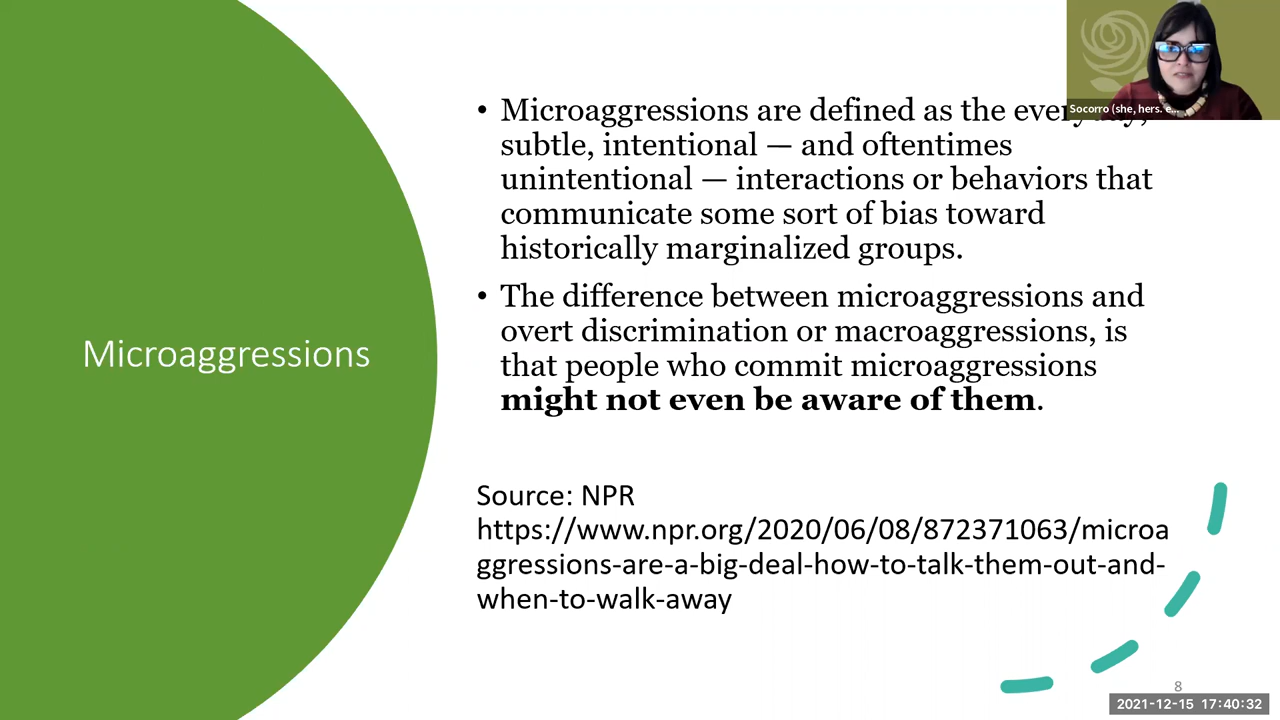 Microaggressions
• Microaggressions are defined as the everyday,
subtle, intentional — and oftentimes
unintentional — interactions or behaviors that
communicate some sort of bias toward
historically marginalized groups.
• The difference between microaggressions and
overt discrimination or macroaggressions, is
that people who commit microaggressions
might not even be aware of them.
Source: NPR
https://www.npr.org/2020/06/08/872371063/microa
ggressions-are-a-big-deal-how-to-talk-them-out-and-
when-to-walk-away
Socorro (she, hers. e...
8
2021-12-15 17:40:32